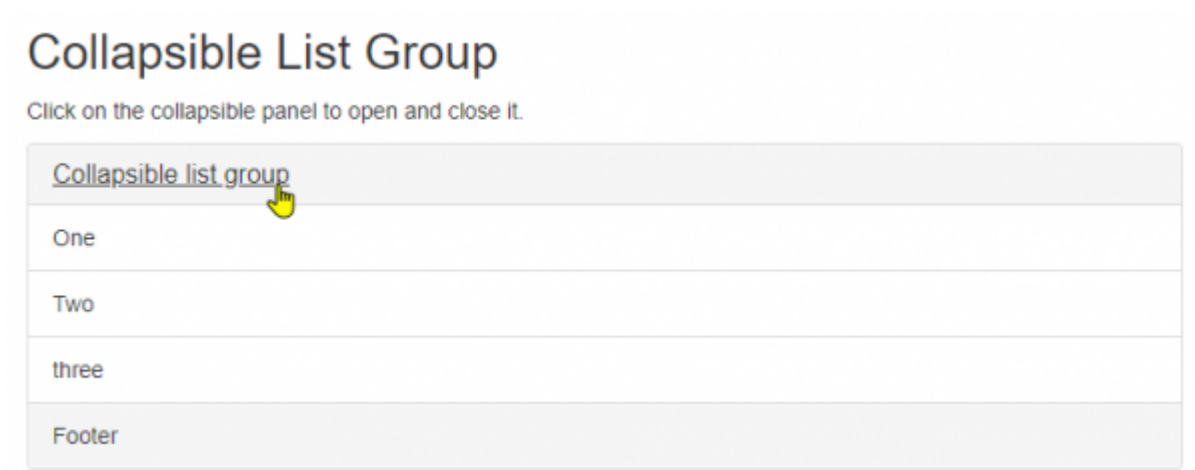 Collapsible List Group
Click on the collapsible panel to open and close it.
Collapsible list group
One
Two
three
Footer